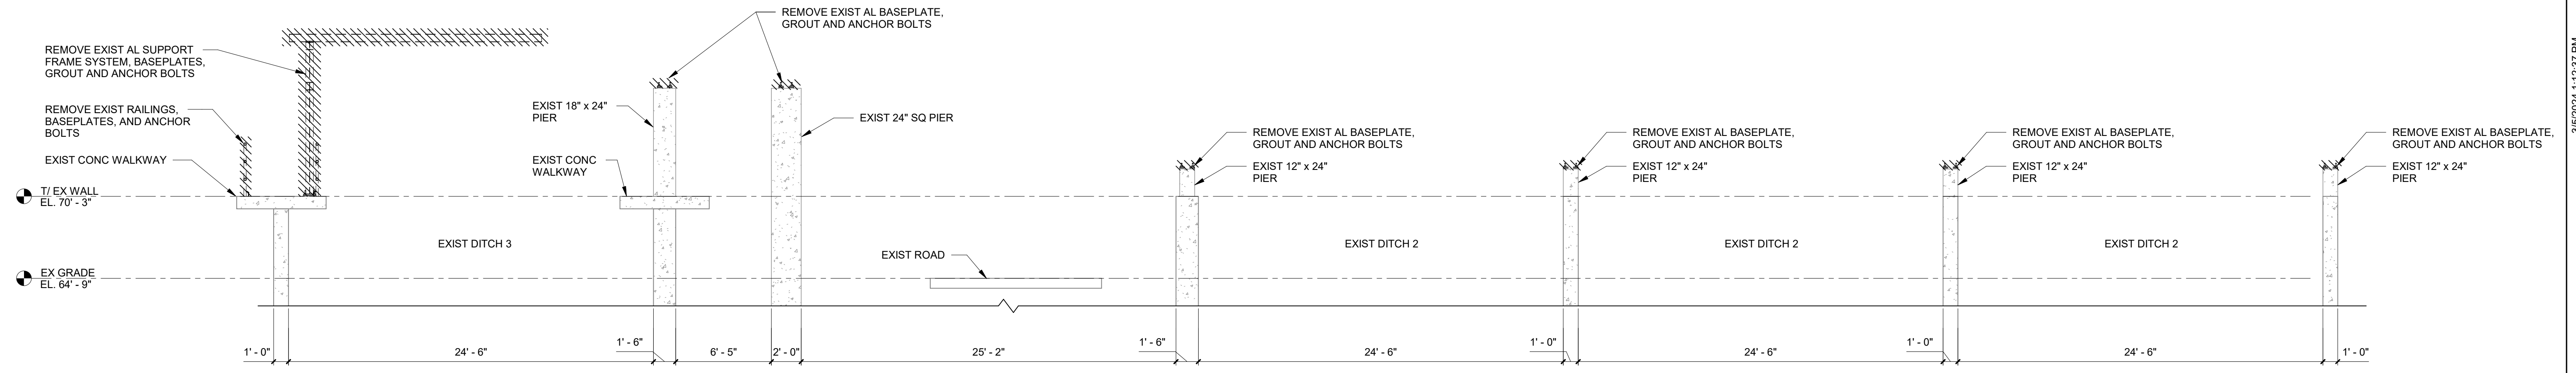 REMOVE EXIST AL BASEPLATE,
GROUT AND ANCHOR BOLTS
REMOVE EXIST AL SUPPORT
FRAME SYSTEM, BASEPLATES,
GROUT AND ANCHOR BOLTS
REMOVE EXIST RAILINGS,
BASEPLATES, AND ANCHOR
BOLTS
EXIST CONC WALKWAY
EXIST 18" x 24"
PIER
EXIST 24" SQ PIER
EXIST CONC
WALKWAY
REMOVE EXIST AL BASEPLATE,
GROUT AND ANCHOR BOLTS
EXIST 12" x 24"
PIER
REMOVE EXIST AL BASEPLATE,
GROUT AND ANCHOR BOLTS
EXIST 12" x 24"
PIER
REMOVE EXIST AL BASEPLATE,
GROUT AND ANCHOR BOLTS
EXIST 12" x 24"
PIER
REMOVE EXIST AL BASEPLATE,
GROUT AND ANCHOR BOLTS
EXIST 12" x 24"
PIER
T/ EX WALL
EL. 70' - 3"
EXIST DITCH 3
EXIST ROAD
EXIST DITCH 2
EXIST DITCH 2
EXIST DITCH 2
EX GRADE
EL. 64' - 9"
1' - 0"
24' - 6"
1' - 6"
6' - 5"
2' - 0"
25' - 2"
1' - 6"
24' - 6"
1' - 0"
24' - 6"
1' - 0"
24' - 6"
1' - 0"
3/5/2024 1:12:37 PM